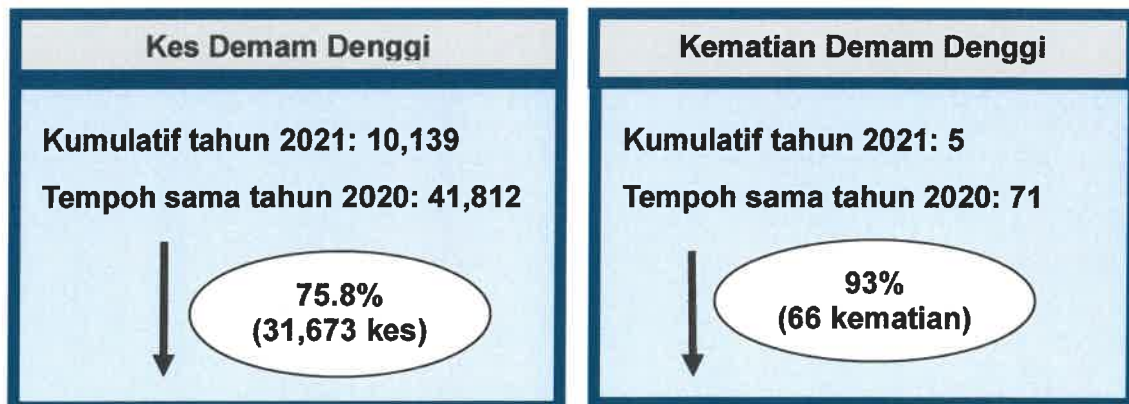 Kes Demam Denggi
Kumulatif tahun 2021: 10,139
Tempoh sama tahun 2020: 41,812
75.8%
(31,673 kes)
Kematian Demam Denggi
Kumulatif tahun 2021: 5
Tempoh sama tahun 2020: 71
93%
(66 kematian)